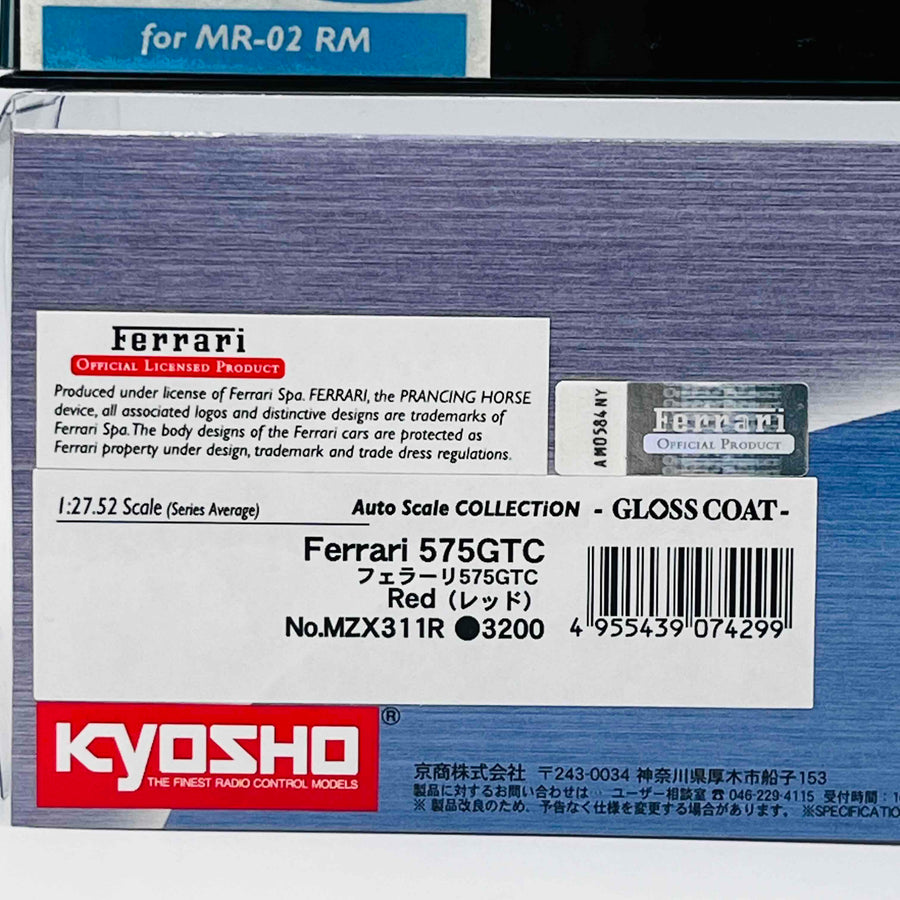 for MR-02 RM
Ferrari
OFFICIAL LICENSED PRODUCT
Produced under license of Ferrari Spa. FERRARI, the PRANCING HORSE
device, all associated logos and distinctive designs are trademarks of
Ferrari Spa. The body designs of the Ferrari cars are protected as
Ferrari property under design, trademark and trade dress regulations.
AM0584NY
Ferrari
OFFICIAL PRODUCT
1:27.52 Scale (Series Average)
Auto Scale COLLECTiON - GLOSS COAT-
Ferrari 575GTC
フェラーリ575GTC
Red (レッド)
No.MZX311R ●3200
4 955439 074299
KYOSHO®
THE FINEST RADIO CONTROL MODELS
京商株式会社 〒243-0034 神奈川県厚木市船子153
製品に対するお問い合わせは… ユーザー相談室 ☎046-229-4115 受付時間:1
※ 製品改良のため、予告なく仕様を変更する場合があります。 ※SPECIFICATIO